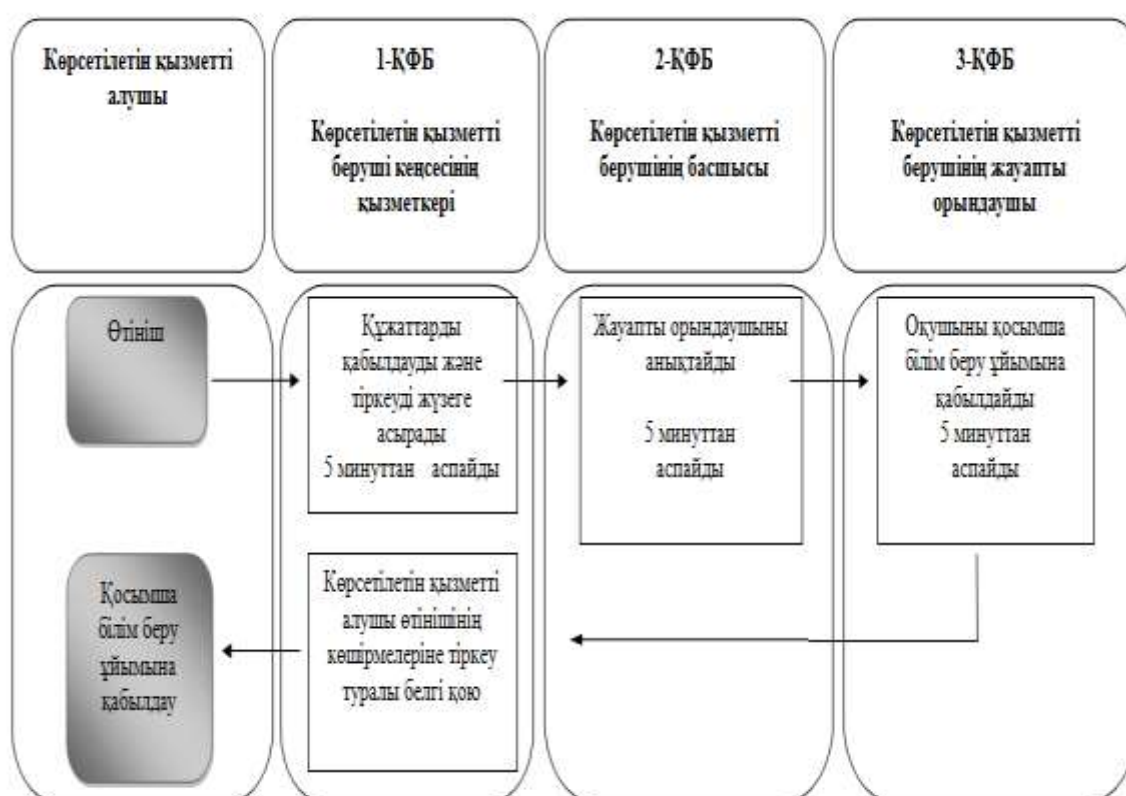 Көрсетілетін қызметті
алушы
1-ҚФБ
Көрсетілетін қызметті
беруші кеңсесінің
қызметкері
2-ҚФБ
Көрсетілетін қызметті
берушінің басшысы
3-ҚФБ
Көрсетілетін қызметті
берушінің жауапты
орындаушы
Өтініш
Құжаттарды
қабылдауды және
тіркеуді жүзеге
асырады
5 минуттан аспайды
Жауапты орындаушыны
анықтайды
5 минуттан
аспайды
Оқушыны қосымша
білім беру ұйымына
қабылдайды
5 минуттан
аспайды
Қосымша
білім беру
ұйымына
қабылдау
Көрсетілетін қызметті
алушы өтінішінің
көшірмелеріне тіркеу
туралы белгі қою